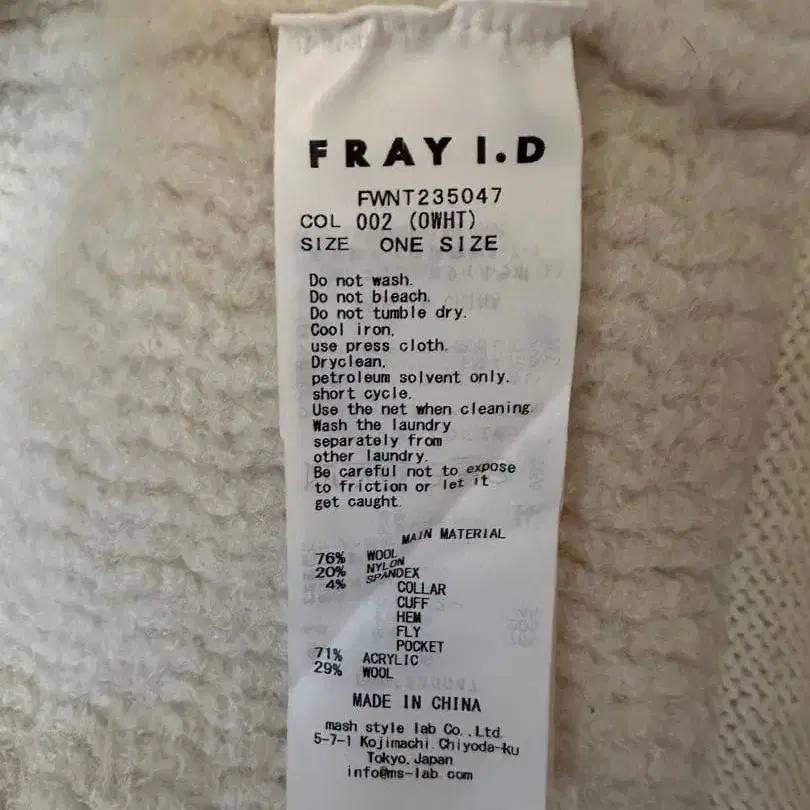 FRAY I.D
FWNT235047
COL 002 (OWHT)
SIZE ONE SIZE
Do not wash.
Do not bleach.
Do not tumble dry.
Cool iron,
use press cloth.
Dryclean,
petroleum solvent only.
short cycle.
Use the net when cleaning.
Wash the laundry
separately from
other laundry.
Be careful not to expose
to friction or let it
get caught.
MAIN MATERIAL
76% WOOL
20% NYLON
4% SPANDEX
COLLAR
CUFF
HEM
FLY
POCKET
71% ACRYLIC
29% WOOL
MADE IN CHINA
mash style lab Co.,Ltd.
5-7-1 Kojimachi Chiyoda-ku
Tokyo, Japan
info@ms-lab.com